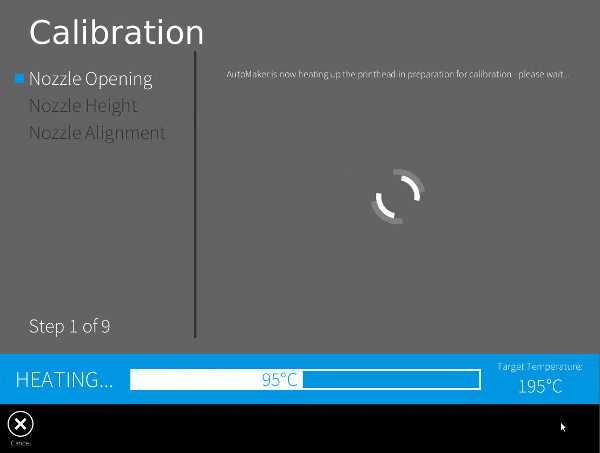 Calibration
Nozzle Opening
Nozzle Height
Nozzle Alignment
AutoMaker is now heating up the printhead in preparation for calibration - please wait...
Step 1 of 9
HEATING...
95°C
Target Temperature:
195°C
Cancel